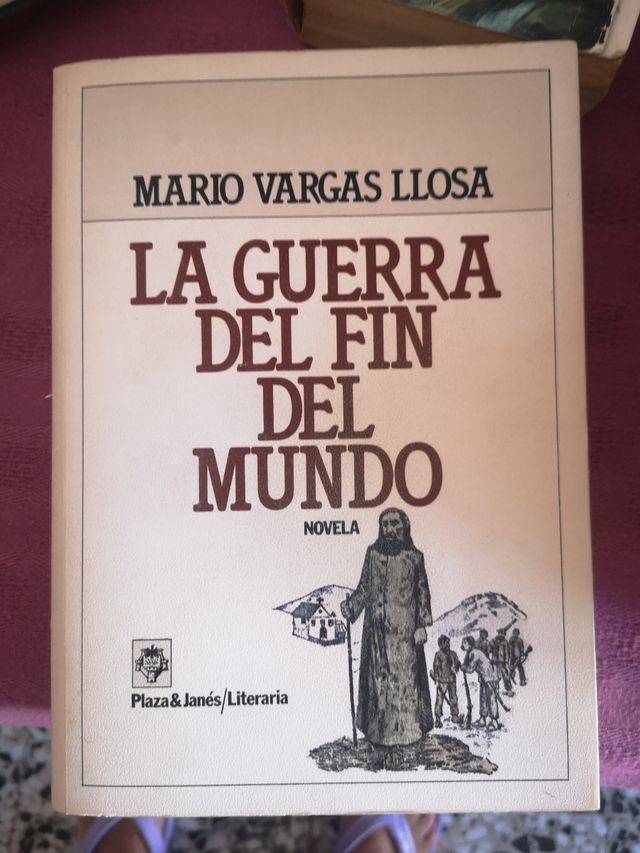 MARIO VARGAS LLOSA
LA GUERRA
DEL FIN
DEL
MUNDO
NOVELA
Plaza & Janés/Literaria